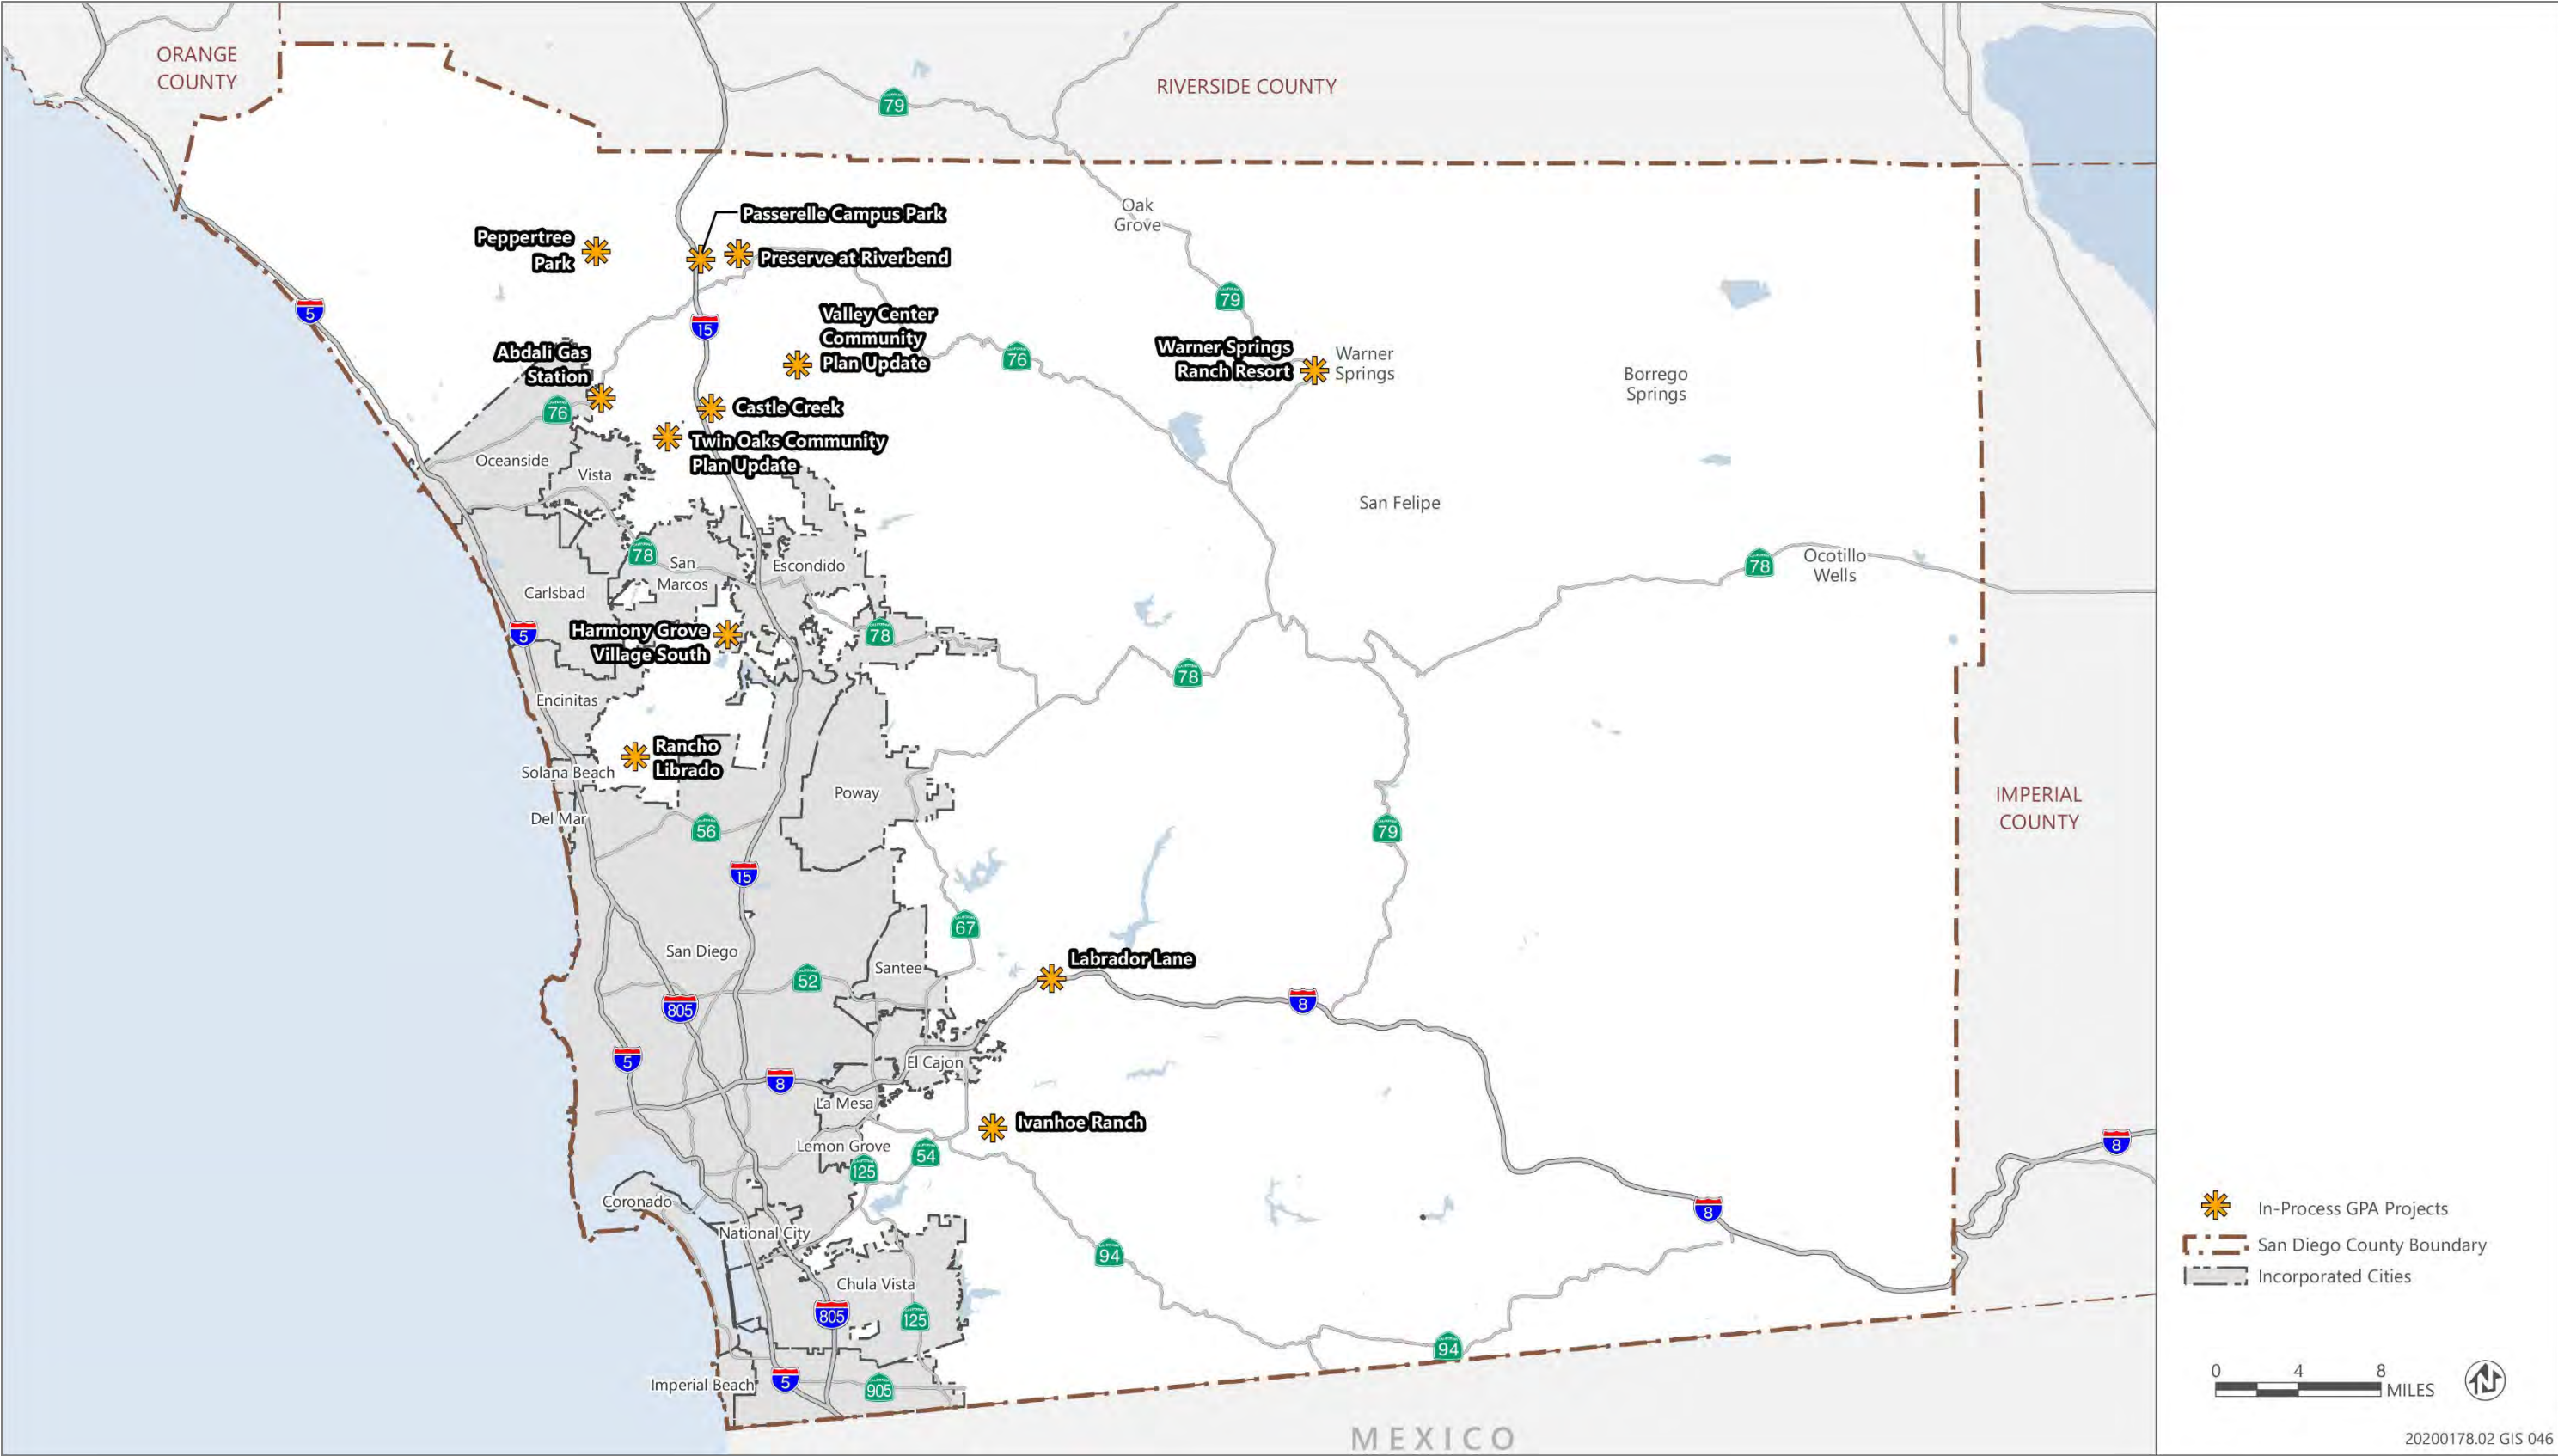 ORANGE
COUNTY
RIVERSIDE COUNTY
79
Oak
Grove
Passerelle Campus Park
Peppertree
Park
Preserve at Riverbend
79
5
15
Valley Center
Community
Plan Update
Abdali Gas
Station
76
Warner Springs
Ranch Resort
Warner
Springs
Borrego
Springs
76
Castle Creek
Twin Oaks Community
Plan Update
Oceanside
Vista
San Felipe
78
San
Marcos
Escondido
78
Ocotillo
Wells
Carlsbad
5
Harmony Grove
Village South
78
78
Encinitas
Rancho
Librado
Solana Beach
Poway
Del Mar
56
79
IMPERIAL
COUNTY
15
67
San Diego
52
Santee
Labrador Lane
805
8
5
El Cajon
8
La Mesa
Ivanhoe Ranch
Lemon Grove
125
54
8
Coronado
National City
8
94
Chula Vista
805
125
94
Imperial Beach
5
905
MEXICO
In-Process GPA Projects
San Diego County Boundary
Incorporated Cities
0 4 8
MILES
N
20200178.02 GIS 046